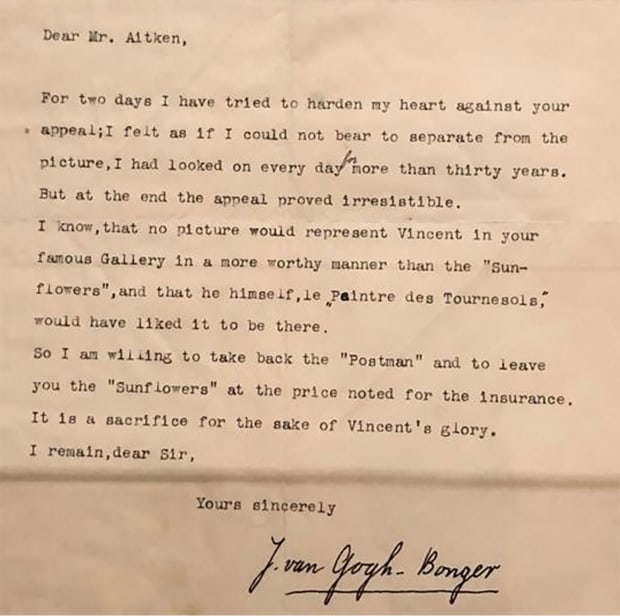 Dear Mr. Aitken,
For two days I have tried to harden my heart against your
appeal;I felt as if I could not bear to separate from the
picture,I had looked on every day for more than thirty years.
But at the end the appeal proved irresistible.
I know,that no picture would represent Vincent in your
famous Gallery in a more worthy manner than the "Sun-
flowers",and that he himself,le „Peintre des Tournesols,"
would have liked it to be there.
So I am willing to take back the "Postman" and to leave
you the "Sunflowers" at the price noted for the insurance.
It is a sacrifice for the sake of Vincent's glory.
I remain,dear Sir,
Yours sincerely
J. van Gogh-Bonger